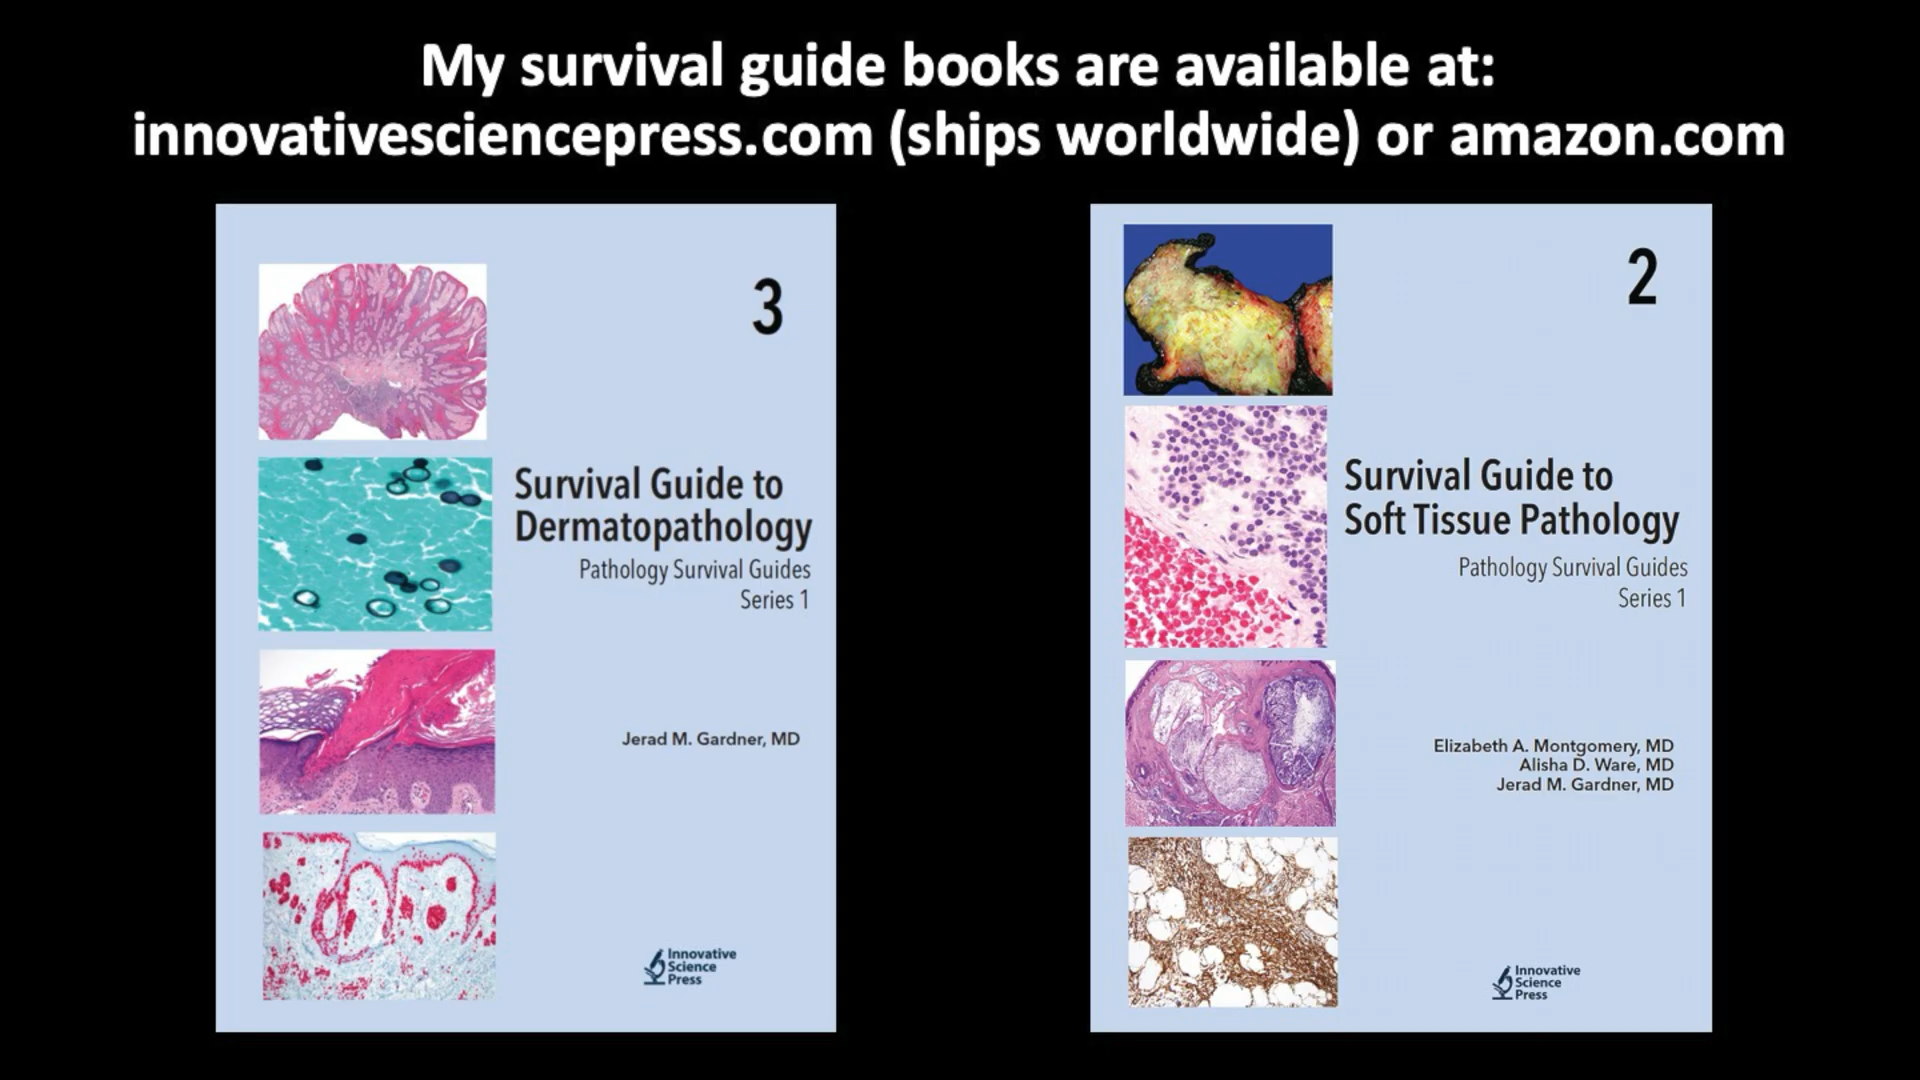 My survival guide books are available at:
innovativesciencepress.com (ships worldwide) or amazon.com
3
Survival Guide to
Dermatopathology
Pathology Survival Guides
Series 1
Jerad M. Gardner, MD
Innovative
Science
Press
2
Survival Guide to
Soft Tissue Pathology
Pathology Survival Guides
Series 1
Elizabeth A. Montgomery, MD
Alisha D. Ware, MD
Jerad M. Gardner, MD
Innovative
Science
Press